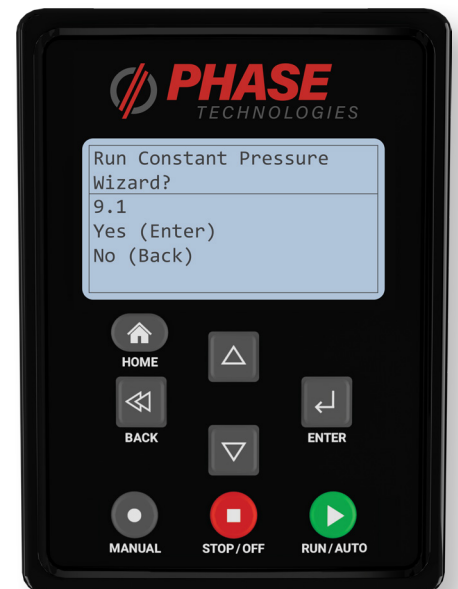 PHASE
TECHNOLOGIES
Run Constant Pressure
Wizard?
9.1
Yes (Enter)
No (Back)
HOME
BACK
ENTER
MANUAL
STOP/OFF
RUN/AUTO